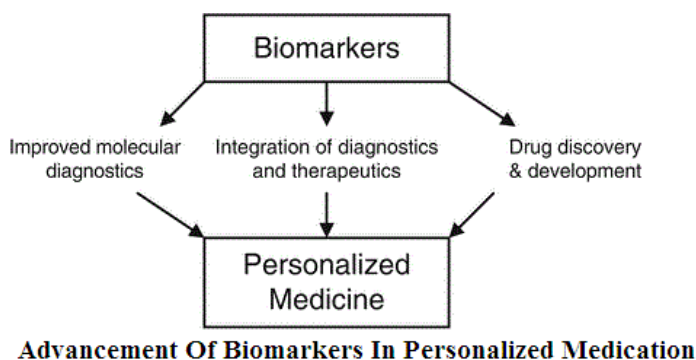 Biomarkers
Improved molecular
diagnostics
Integration of diagnostics
and therapeutics
Drug discovery
& development
Personalized
Medicine
Advancement Of Biomarkers In Personalized Medication